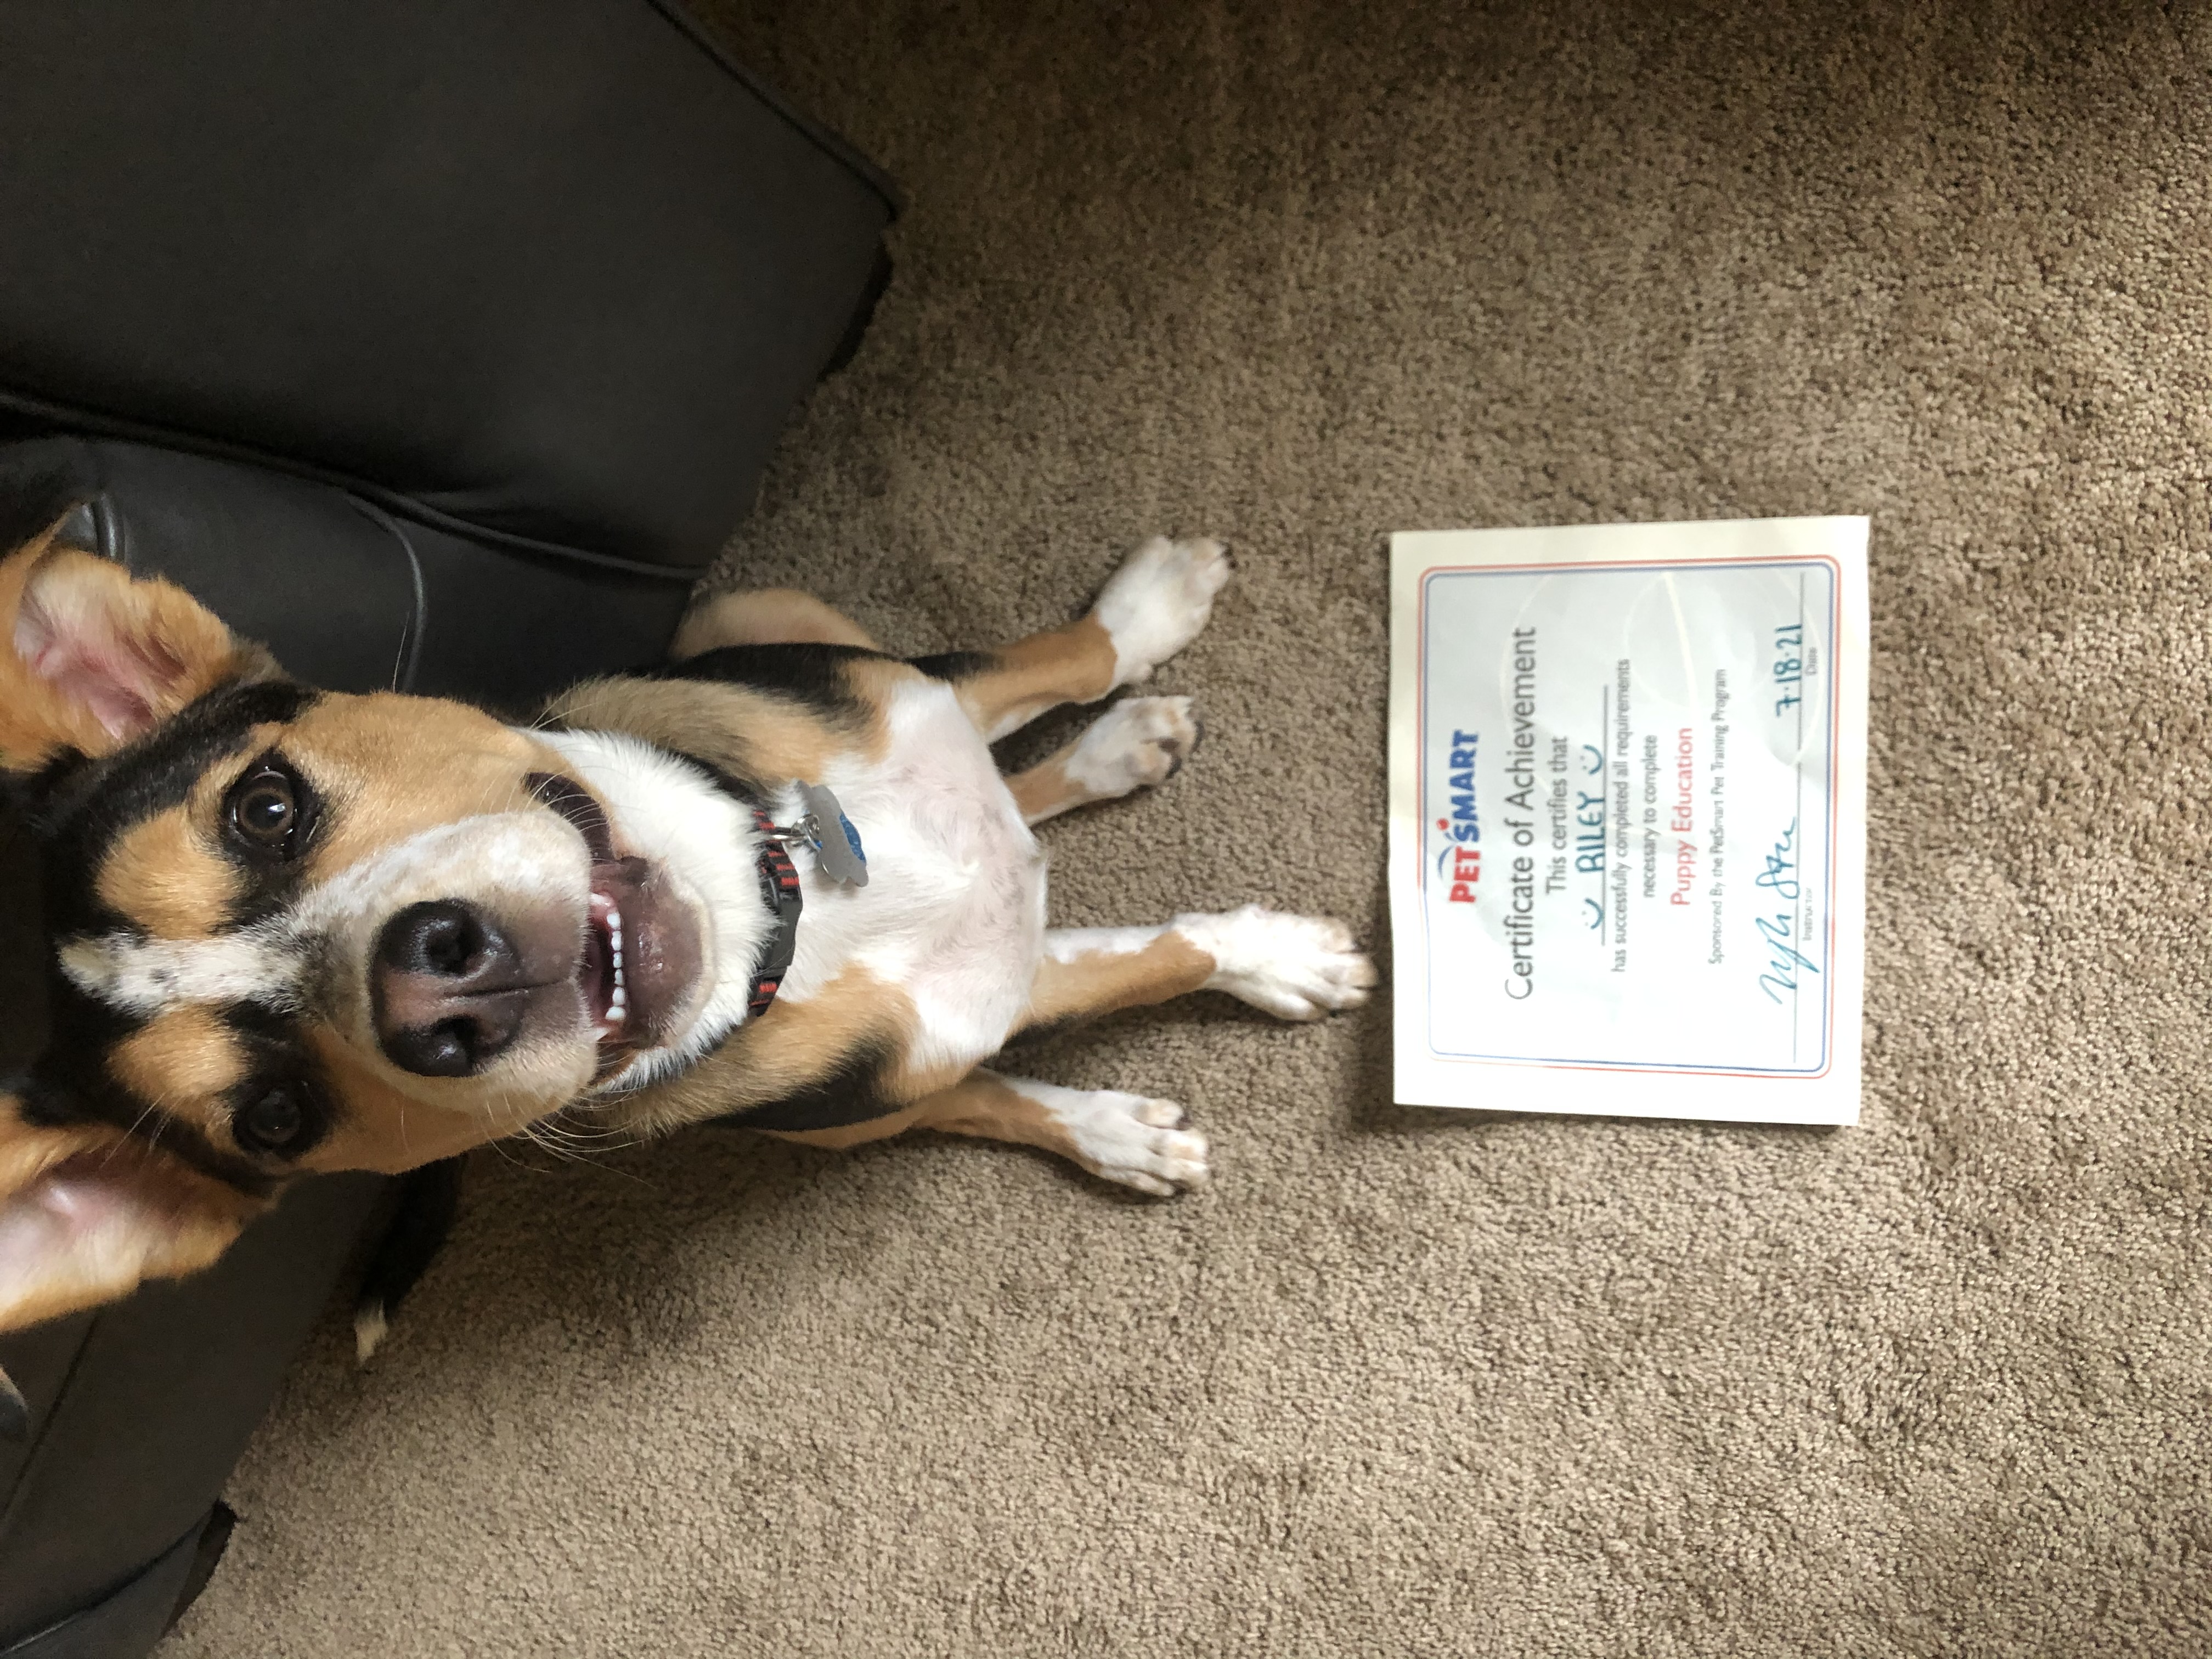 PETSMART
Certificate of Achievement
This certifies that
RILEY
has successfully completed all requirements
necessary to complete
Puppy Education
Sponsored By the PetSmart Pet Training Program
7·18·21
Instructor
Date